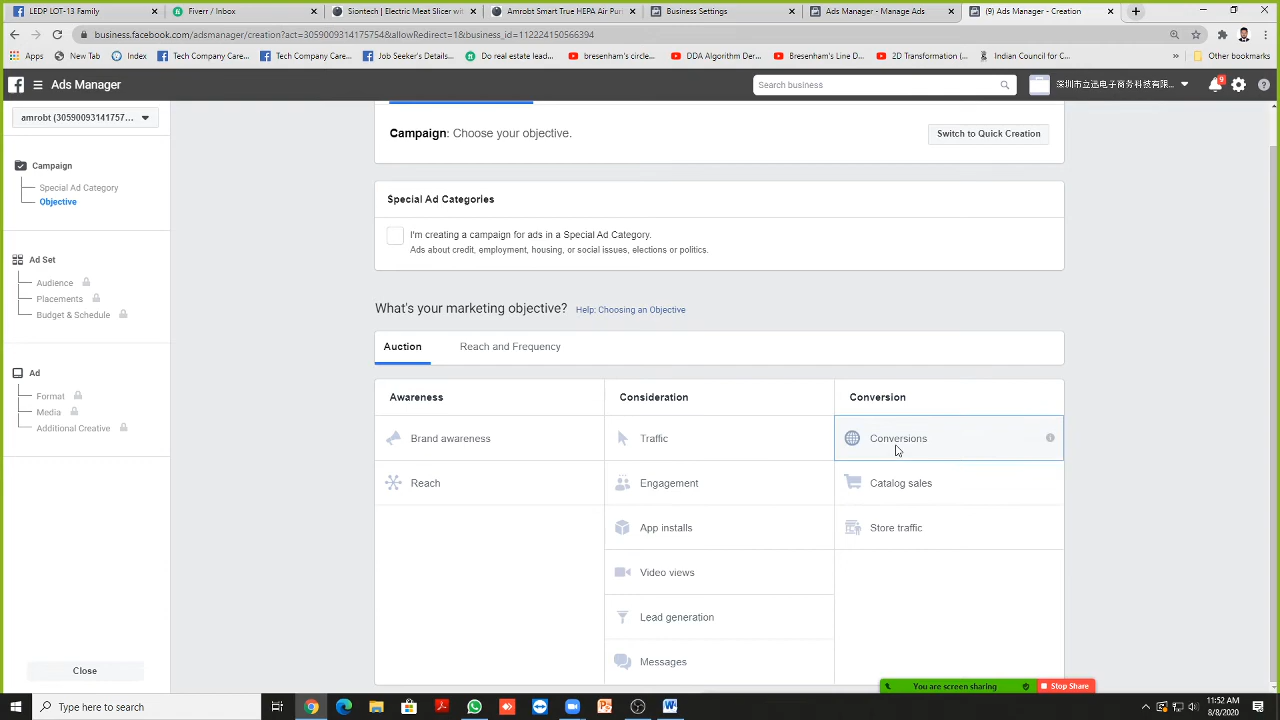 LEDP LOT-13 Family
Fiverr / Inbox
Siontech | Electric Meat Slicer wit
Amrobt Smart True HEPA Air Puri
Business Settings
Ads Manager - Manage Ads
(9) Ads Manager - Creation
business.facebook.com/adsmanager/creation?act=3059009314175754&allowRedirect=1&business_id=112224150566394
Apps
How To
Index
Tech Company Care...
Tech Company Care...
Job Seeker's Details...
Do real estate lead...
bresenham's circle...
DDA Algorithm Der...
Bresenham's Line D...
2D Transformation (...
Indian Council for C...
Other bookmarks
Ads Manager
Search business
深圳市立迅电子商务科技有限...
9
amrobt (30590093141757...
Campaign
Special Ad Category
Objective
Ad Set
Audience
Placements
Budget & Schedule
Ad
Format
Media
Additional Creative
Close
Campaign: Choose your objective.
Switch to Quick Creation
Special Ad Categories
I'm creating a campaign for ads in a Special Ad Category.
Ads about credit, employment, housing, or social issues, elections or politics.
What's your marketing objective? Help: Choosing an Objective
Auction
Reach and Frequency
Awareness
Brand awareness
Reach
Consideration
Traffic
Engagement
App installs
Video views
Lead generation
Messages
Conversion
Conversions
Catalog sales
Store traffic
You are screen sharing
Stop Share
Type here to search
11:52 AM
8/8/2020